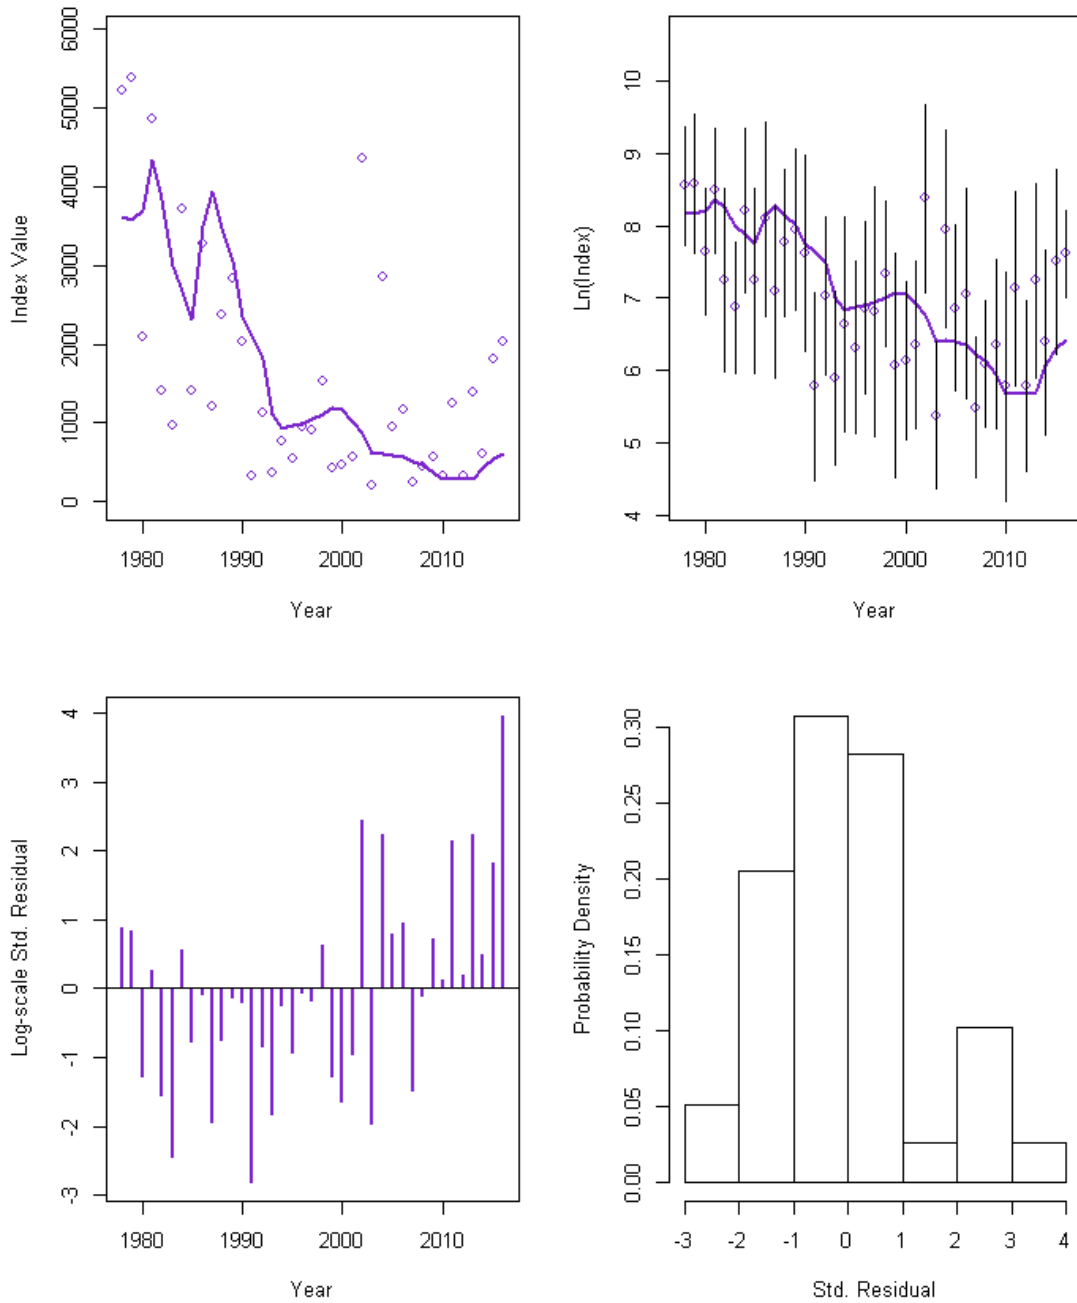 Index Value
6000
5000
4000
3000
2000
1000
0
1980 1990 2000 2010
Year
Ln(Index)
10
9
8
7
6
5
4
1980 1990 2000 2010
Year
Log-scale Std. Residual
4
3
2
1
0
-1
-2
-3
1980 1990 2000 2010
Year
Probability Density
0.30
0.25
0.20
0.15
0.10
0.05
0.00
-3 -2 -1 0 1 2 3 4
Std. Residual